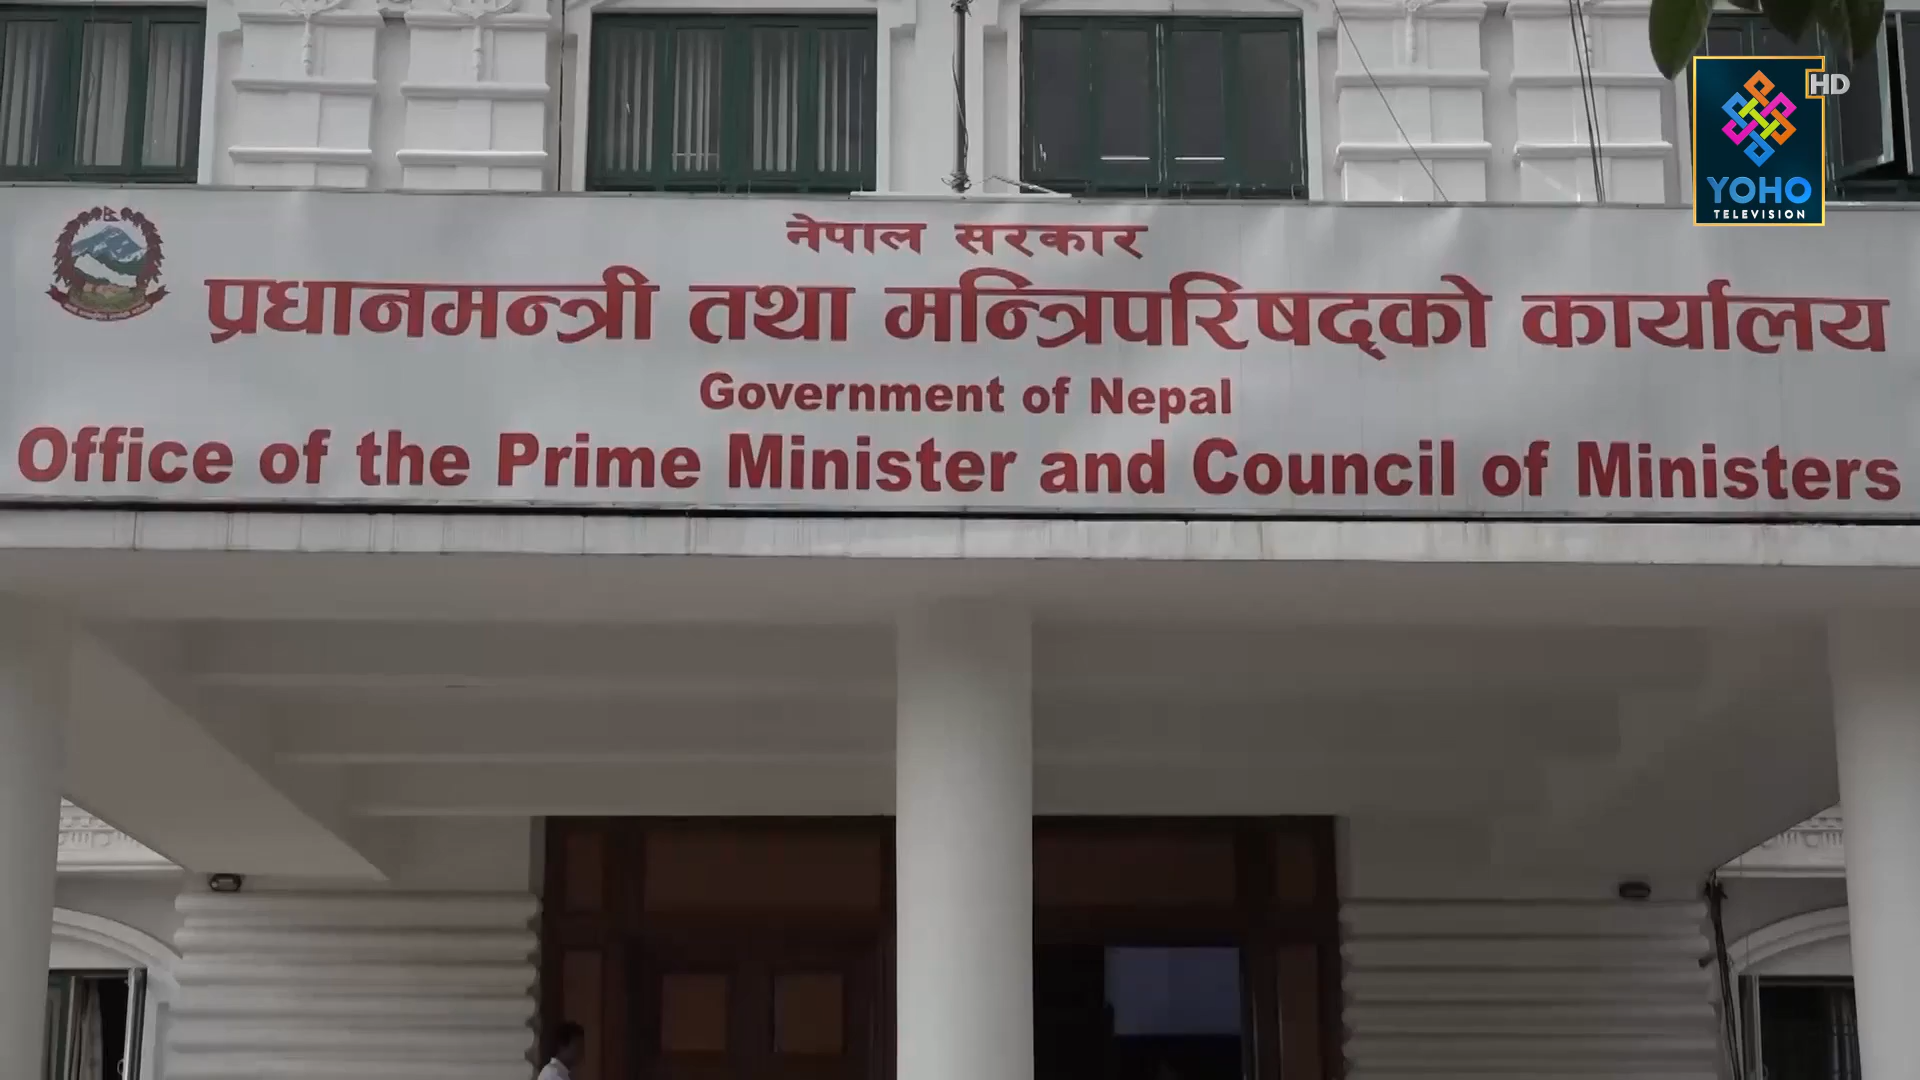 HD
YOHO
TELEVISION
नेपाल सरकार
प्रधानमन्त्री तथा मन्त्रिपरिषद्को कार्यालय
Government of Nepal
Office of the Prime Minister and Council of Ministers